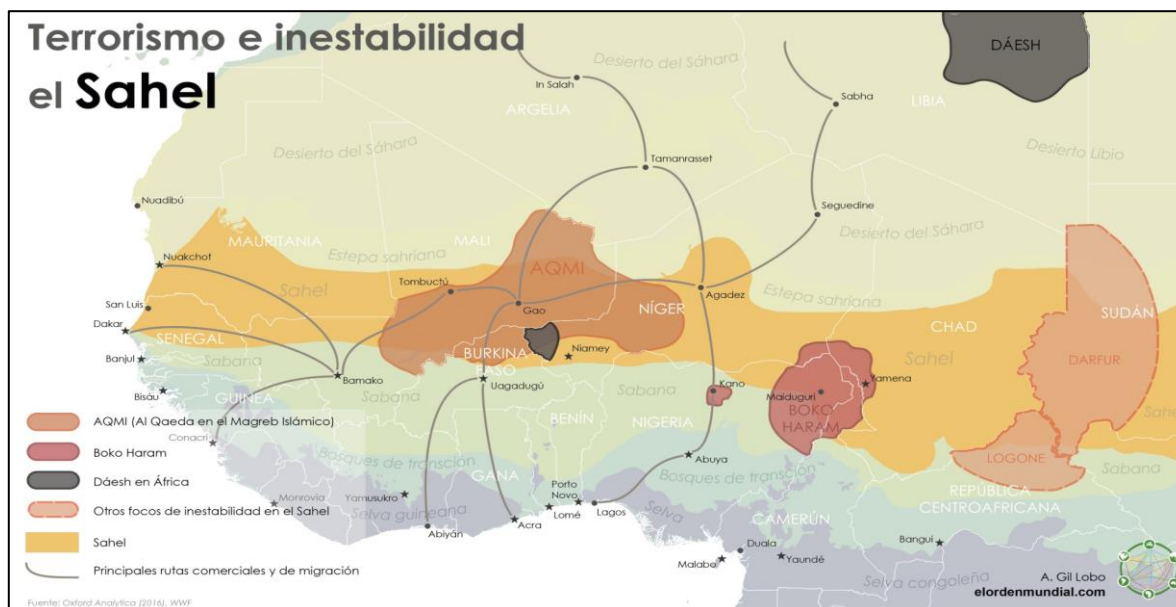 Terrorismo e inestabilidad
el Sahel
DÁESH
Desierto del Sáhara
In Salah
ARGELIA
Sabha
LIBIA
Desierto del Sáhara
Desierto Libio
Tamanrasset
Nuadibú
Seguedine
Desierto del Sáhara
MAURITANIA
MALI
Estepa sahriana
AQMI
Nuakchot
Tombuctú
Sahel
Gao
NÍGER
Agadez
Estepa sahriana
San Luis
CHAD
SUDÁN
Dakar
SENEGAL
BURKINA
FASO
Niamey
Sahel
DARFUR
Banjul
Sabana
Bamako
Uagadugú
Sabana
Kano
Yamena
Maiduguri
Bisáu
GUINEA
Sabana
BENÍN
NIGERIA
BOKO
HARAM
AQMI (Al Qaeda en el Magreb Islámico)
Conacri
Bosques de transción
Abuya
LOGONE
Boko Haram
GANA
Bosques de transción
Sabana
Dáesh en África
Monrovia
Yamusukro
Porto
Novo
REPÚBLICA
CENTROAFRICANA
Otros focos de inestabilidad en el Sahel
Selva guineana
Lomé
Lagos
Selva
CAMERÚN
Sahel
Abiyán
Acra
Duala
Bangui
Principales rutas comerciales y de migración
Malabo
Yaundé
Selva congoleña
A. Gil Lobo
elordenmundial.com
Fuente: Oxford Analytica (2016), WWF